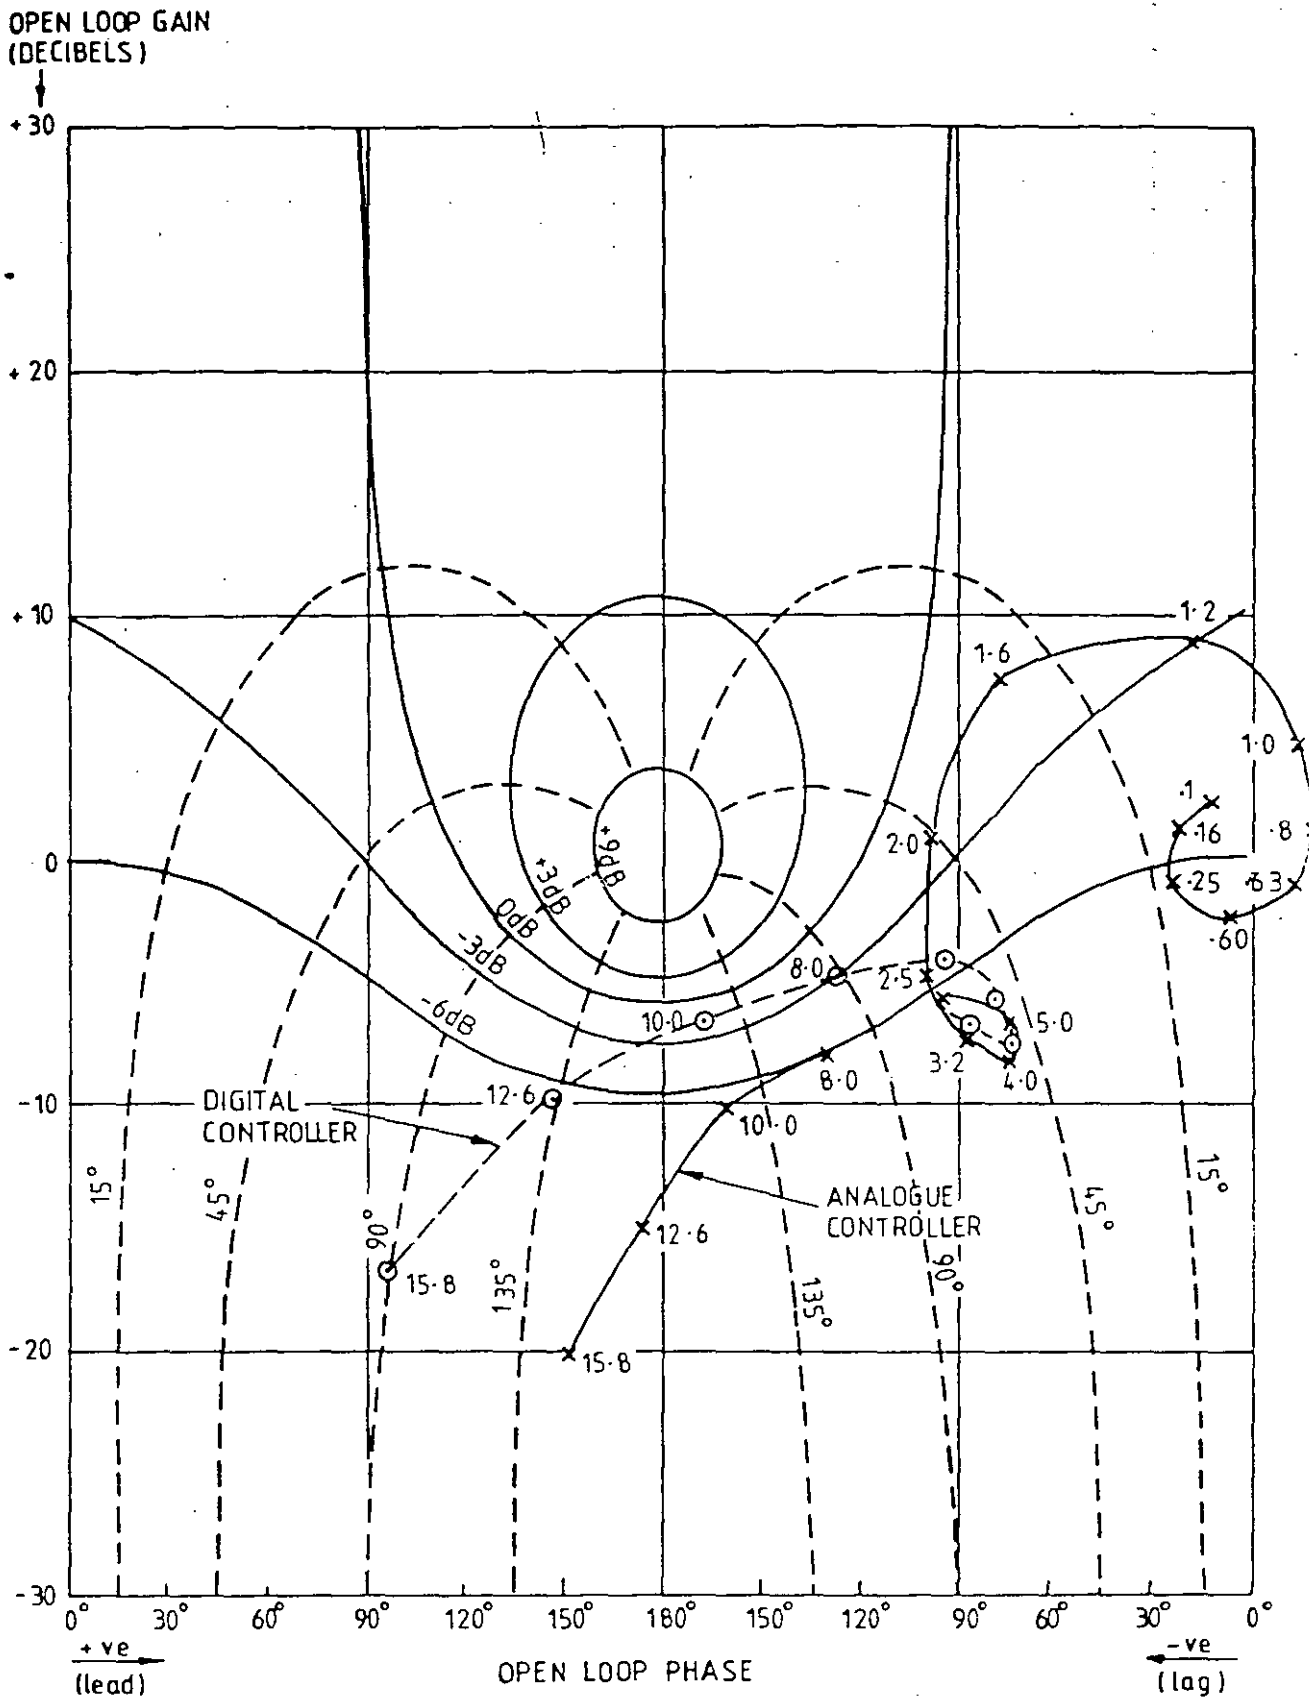 OPEN LOOP GAIN
(DECIBELS)
+30
+20
+10
1·2
1·6
1·0
·1
·16
·8
2·0
0
·25
·63
·60
+9dB
+3dB
0dB
-3dB
-6dB
8·0
2·5
10·0
5·0
3·2
4·0
8·0
12·6
-10
10·0
DIGITAL
CONTROLLER
15°
45°
90°
135°
ANALOGUE
CONTROLLER
45°
15°
12·6
15·8
90°
135°
-20
15·8
-30
0° 30° 60° 90° 120° 150° 180° 150° 120° 90° 60° 30° 0°
+ve
(lead)
OPEN LOOP PHASE
-ve
(lag)